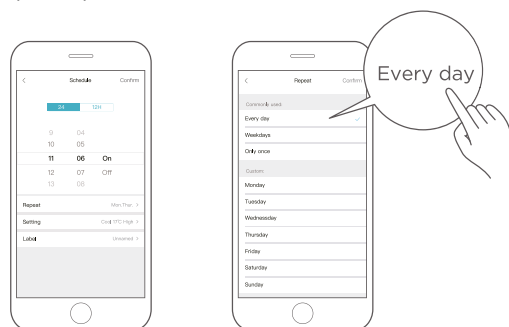 Schedule Confirm
24 12H
9 04
10 05
11 06 On
12 07 Off
13 08
Repeat Mon,Thur
Setting Cool 17°C High
Label Unnamed
Repeat Confirm
Commonly used
Every day
Weekdays
Only once
Custom
Monday
Tuesday
Wednesday
Thursday
Friday
Saturday
Sunday
Every day